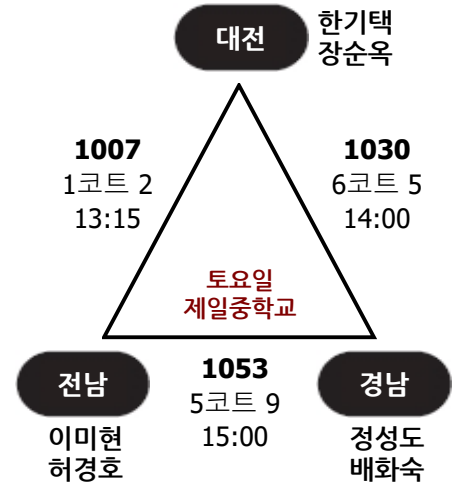 대전
한기택
장순옥
1007
1코트 2
13:15
1030
6코트 5
14:00
토요일
제일중학교
전남
이미현
허경호
1053
5코트 9
15:00
경남
정성도
배화숙